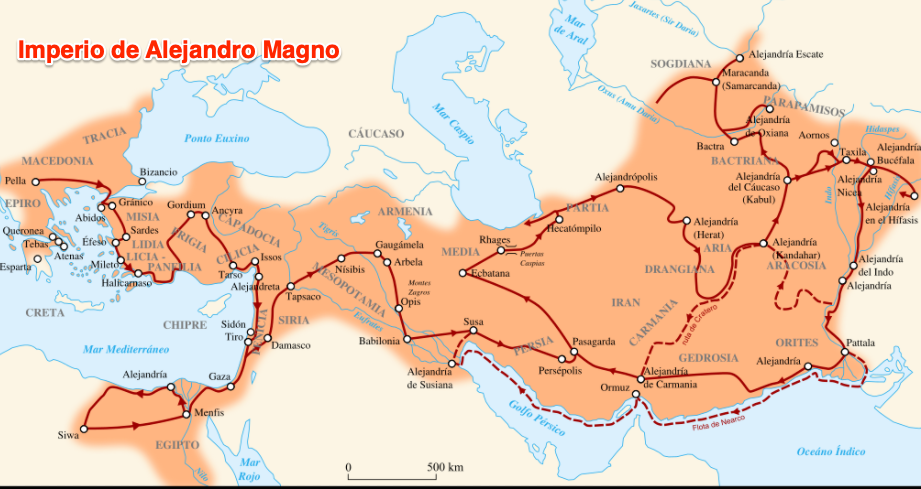 Imperio de Alejandro Magno
Mar
de Aral
Jaxartes (Sir Daria)
Alejandría Escate
SOGDIANA
Maracanda
(Samarcanda)
Oxus (Amu Daria)
PARAPAMISOS
Alejandría
de Oxiana
Hidaspes
Aornos
Bactra
BACTRIANA
Taxila
Alejandría
Bucéfala
Alejandría
del Cáucaso
(Kabul)
Indo
Alejandría
Nicea
Hífasis
Alejandría
en el Hífasis
TRACIA
Ponto Euxino
CÁUCASO
Mar Caspio
MACEDONIA
Bizancio
Pella
EPIRO
Gránico
Abidos
MISIA
Gordium
Ancyra
CAPADOCIA
ARMENIA
Alejandrópolis
PARTIA
Hecatómpilo
Queronea
Tebas
Atenas
Esparta
Sardes
Éfeso
LIDIA
FRIGIA
Mileto
LICIA -
PANFILIA
CILICIA
Halicarnaso
Tarso
Issos
Alejandreta
Tigris
Gaugámela
Arbela
Nísibis
MEDIA
Rhages
Puertas
Caspias
Ecbatana
Alejandría
(Herat)
ARIA
Alejandría
(Kandahar)
ARACOSIA
DRANGIANA
Alejandría
del Indo
Alejandría
CRETA
CHIPRE
MESOPOTAMIA
Tapsaco
Montes
Zagros
Opis
SIRIA
Éufrates
IRAN
CARMANIA
ruta de Crátero
Sidón
Tiro
FENICIA
Damasco
Mar Mediterráneo
Babilonia
Susa
PERSIA
Pasagarda
Persépolis
GEDROSIA
ORITES
Pattala
Alejandría
Alejandría
de Susiana
Alejandría
de Carmania
Ormuz
Gaza
Alejandría
Menfis
Siwa
EGIPTO
Nilo
Mar
Rojo
Golfo Pérsico
Flota de Nearco
Oceáno Índico
0 500 km